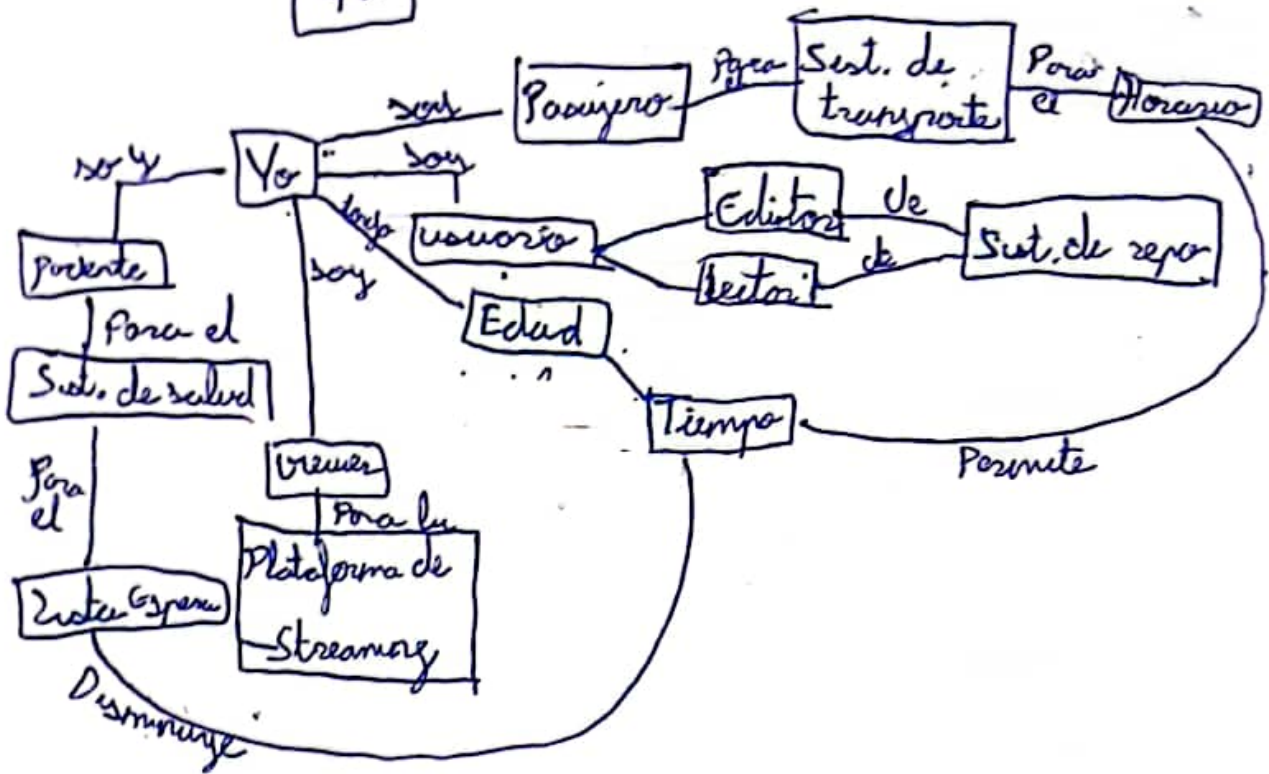 soy
Pasajero
Para
Sist. de
transporte
Para
el
Horario
soy
Yo
soy
tengo
usuario
Editor
de
Lector
de
Sist. de repo
paciente
soy
Edad
Para el
Sist. de salud
Tiempo
Permite
Viewer
Para
el
Para la
Plataforma de
Streaming
Lista Espera
Disminuye